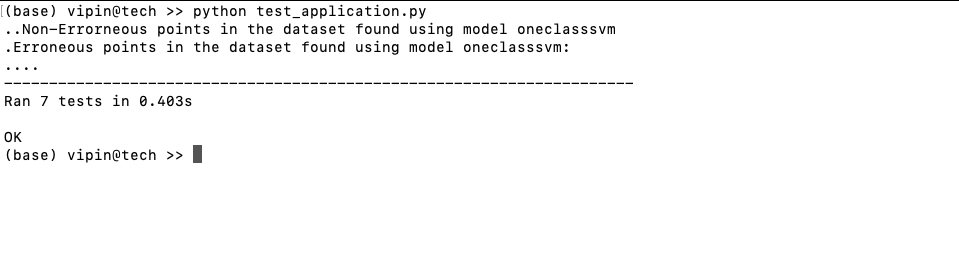 (base) vipin@tech >> python test_application.py
..Non-Errorneous points in the dataset found using model oneclasssvm
.Erroneous points in the dataset found using model oneclasssvm:
....
----------------------------------------------------------------------
Ran 7 tests in 0.403s
OK
(base) vipin@tech >>